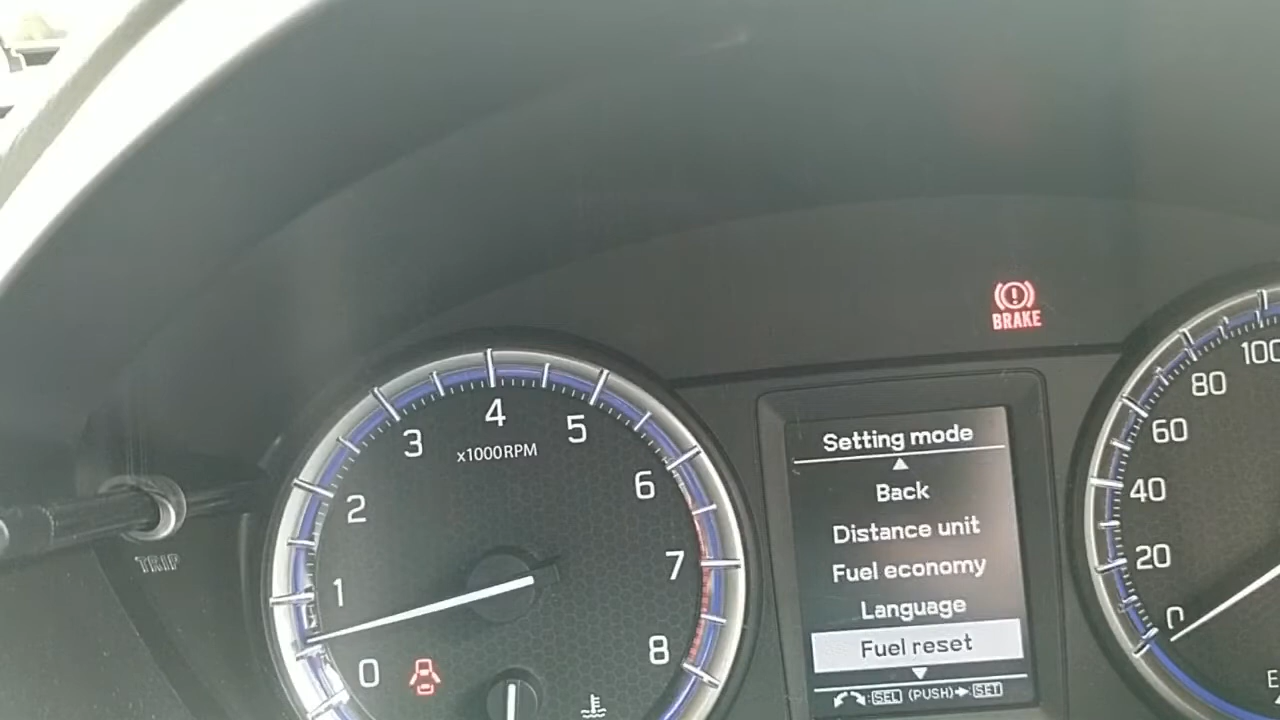 BRAKE
4
3
5
x1000RPM
2
6
1
7
0
8
TRIP
Setting mode
Back
Distance unit
Fuel economy
Language
Fuel reset
:SEL (PUSH) SET
100
80
60
40
20
0
E